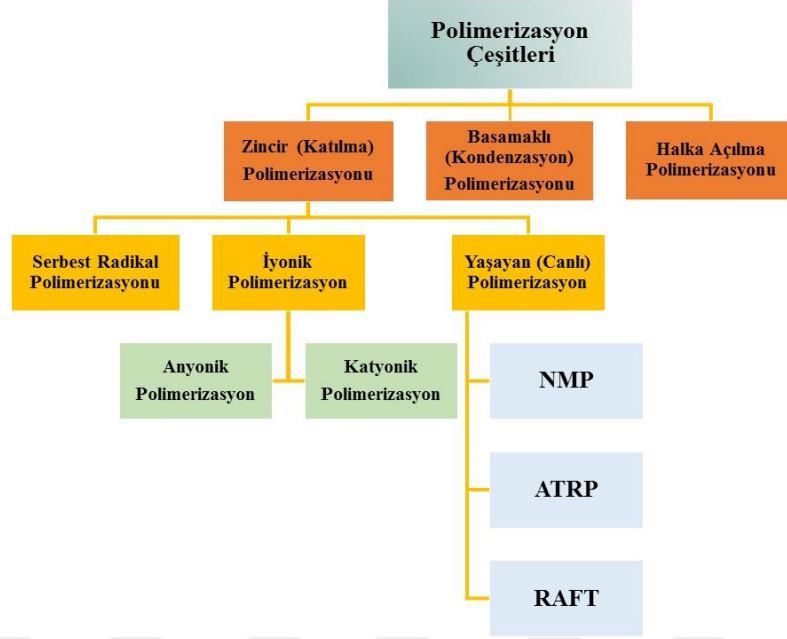 Polimerizasyon
Çeşitleri
Zincir (Katılma)
Polimerizasyonu
Basamaklı
(Kondenzasyon)
Polimerizasyonu
Halka Açılma
Polimerizasyonu
Serbest Radikal
Polimerizasyonu
İyonik
Polimerizasyon
Yaşayan (Canlı)
Polimerizasyon
Anyonik
Polimerizasyon
Katyonik
Polimerizasyon
NMP
ATRP
RAFT